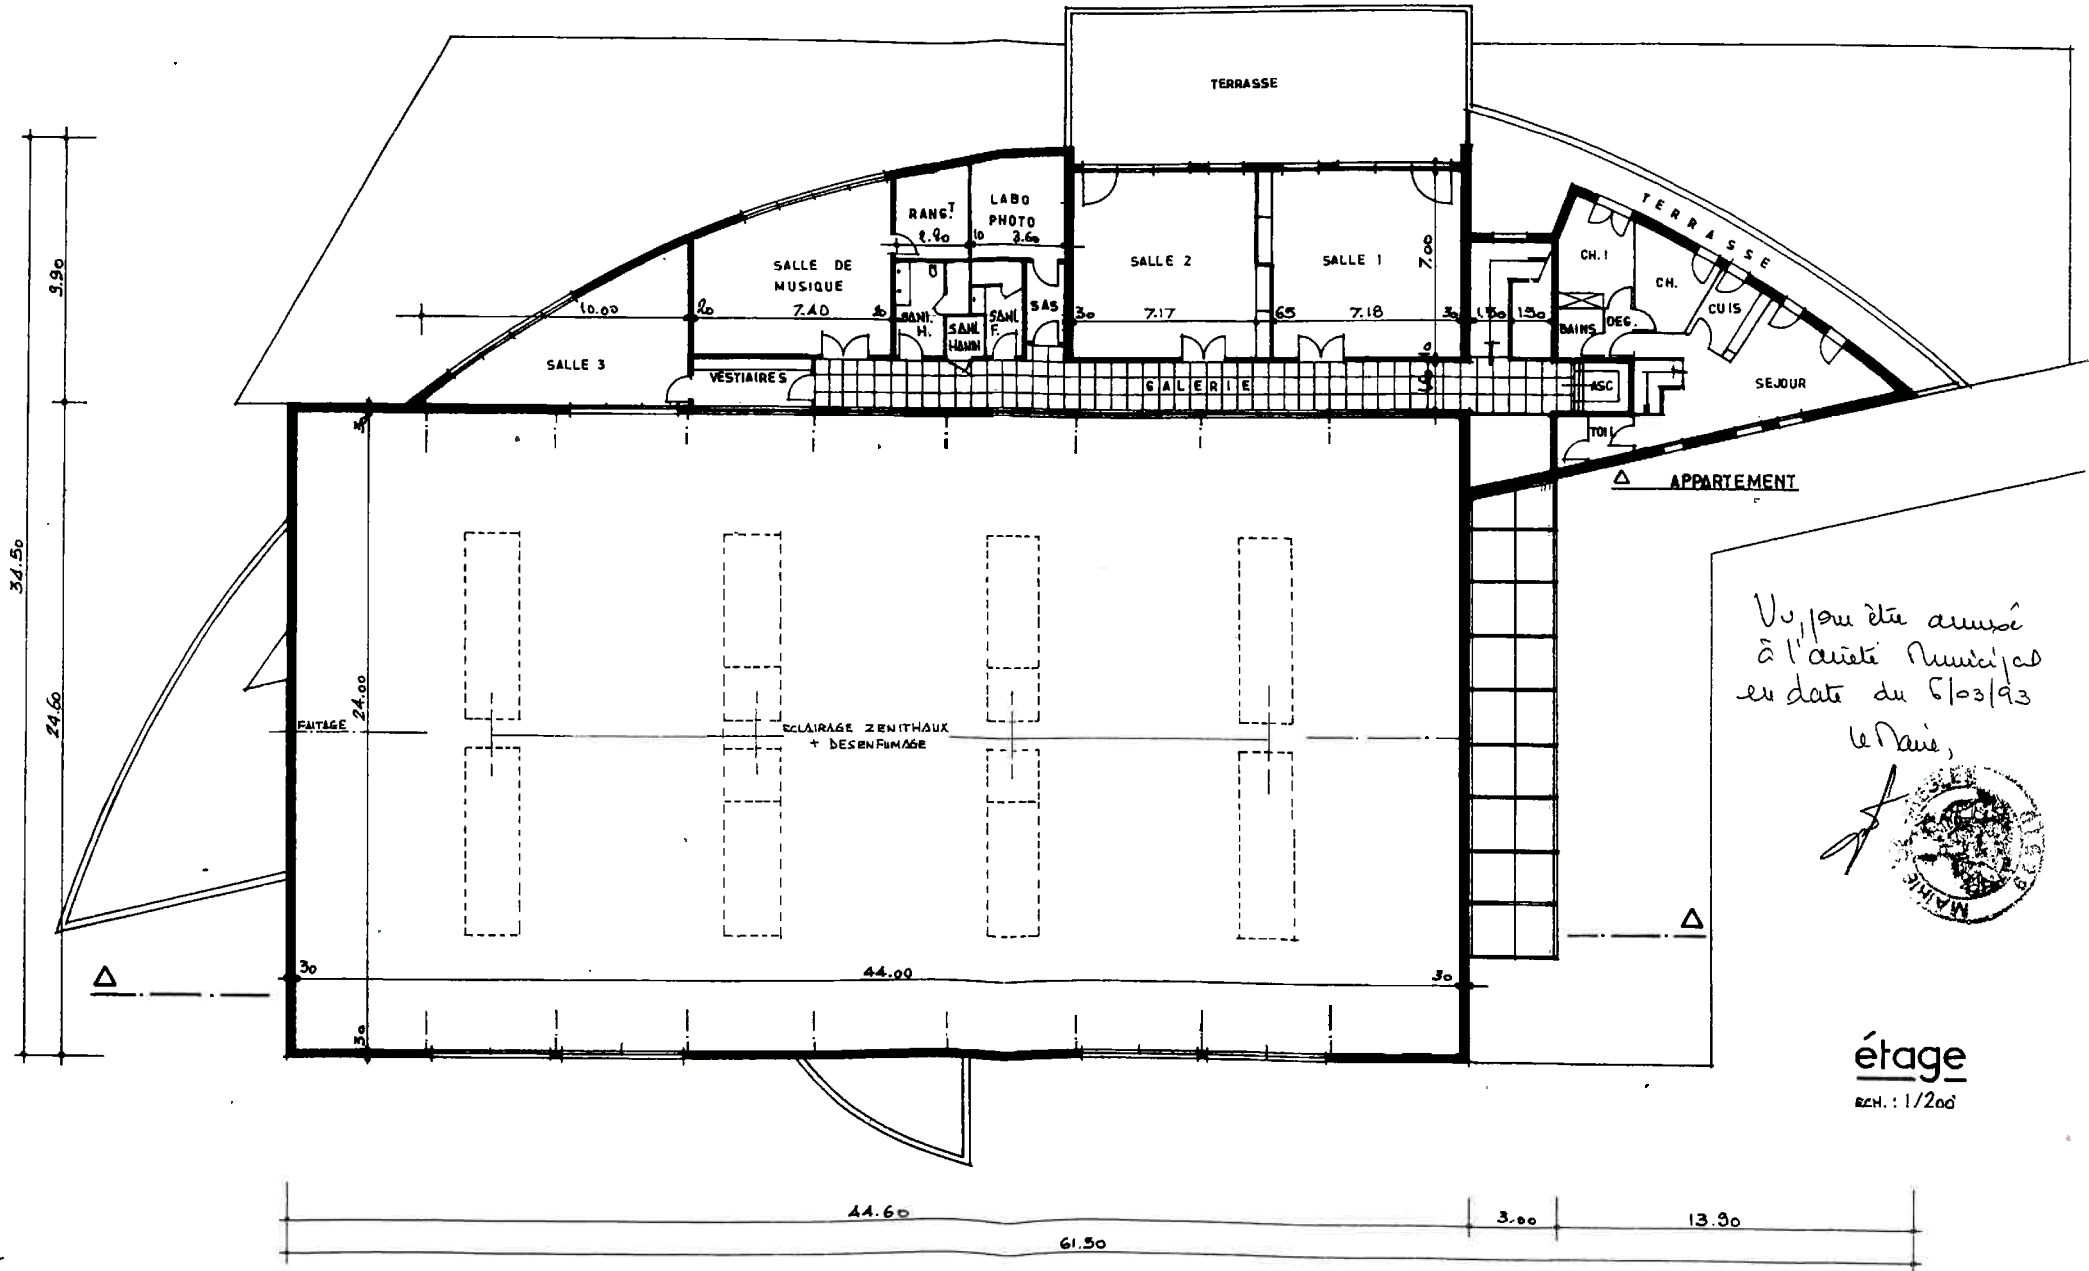 TERRASSE
TERRASSE
RANG.T
LABO
PHOTO
2.80
10
3.60
SALLE DE
MUSIQUE
SALLE 2
SALLE 1
7.00
CH.1
CH.
CUIS
BAINS
DEG.
10.00
20
7.40
20
SANI.
H.
SANI.
HANDI
SANI.
F.
SAS
30
7.17
65
7.18
30
1.50
1.50
SALLE 3
VESTIAIRES
GALERIE
10
ASC
SEJOUR
TOIL
APPARTEMENT
9.90
34.50
24.60
24.00
FAITAGE
ECLAIRAGE ZENITHAUX
+ DESENFUMAGE
Vu, pour être annexé
à l'arrêté Municipal
en date du 6/03/93
Le Maire,
MAIRIE
30
44.00
30
30
étage
ECH.: 1/200
44.60
3.00
13.90
61.50